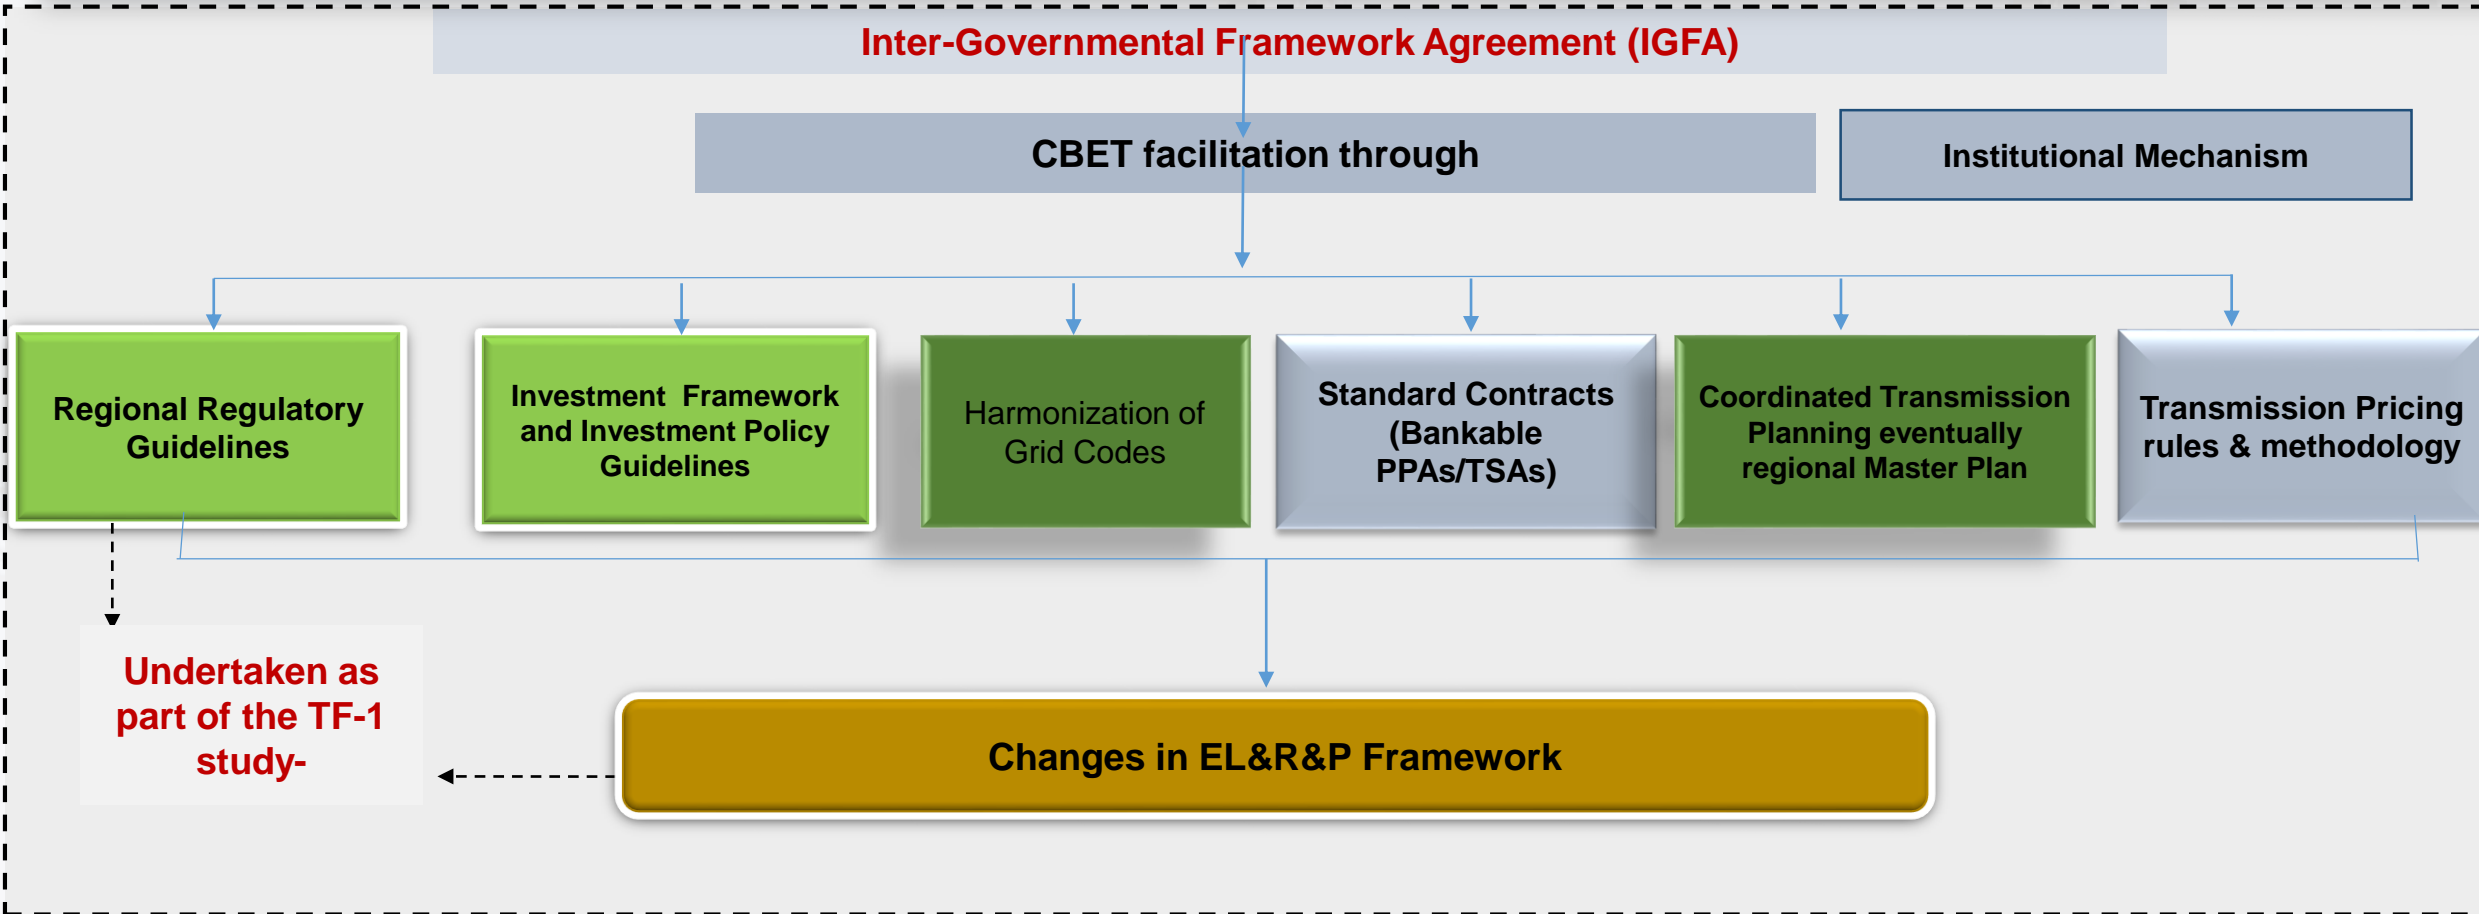 Inter-Governmental Framework Agreement (IGFA)
CBET facilitation through
Institutional Mechanism
Regional Regulatory
Guidelines
Investment Framework
and Investment Policy
Guidelines
Harmonization of
Grid Codes
Standard Contracts
(Bankable
PPAs/TSAs)
Coordinated Transmission
Planning eventually
regional Master Plan
Transmission Pricing
rules & methodology
Undertaken as
part of the TF-1
study-
Changes in EL&R&P Framework